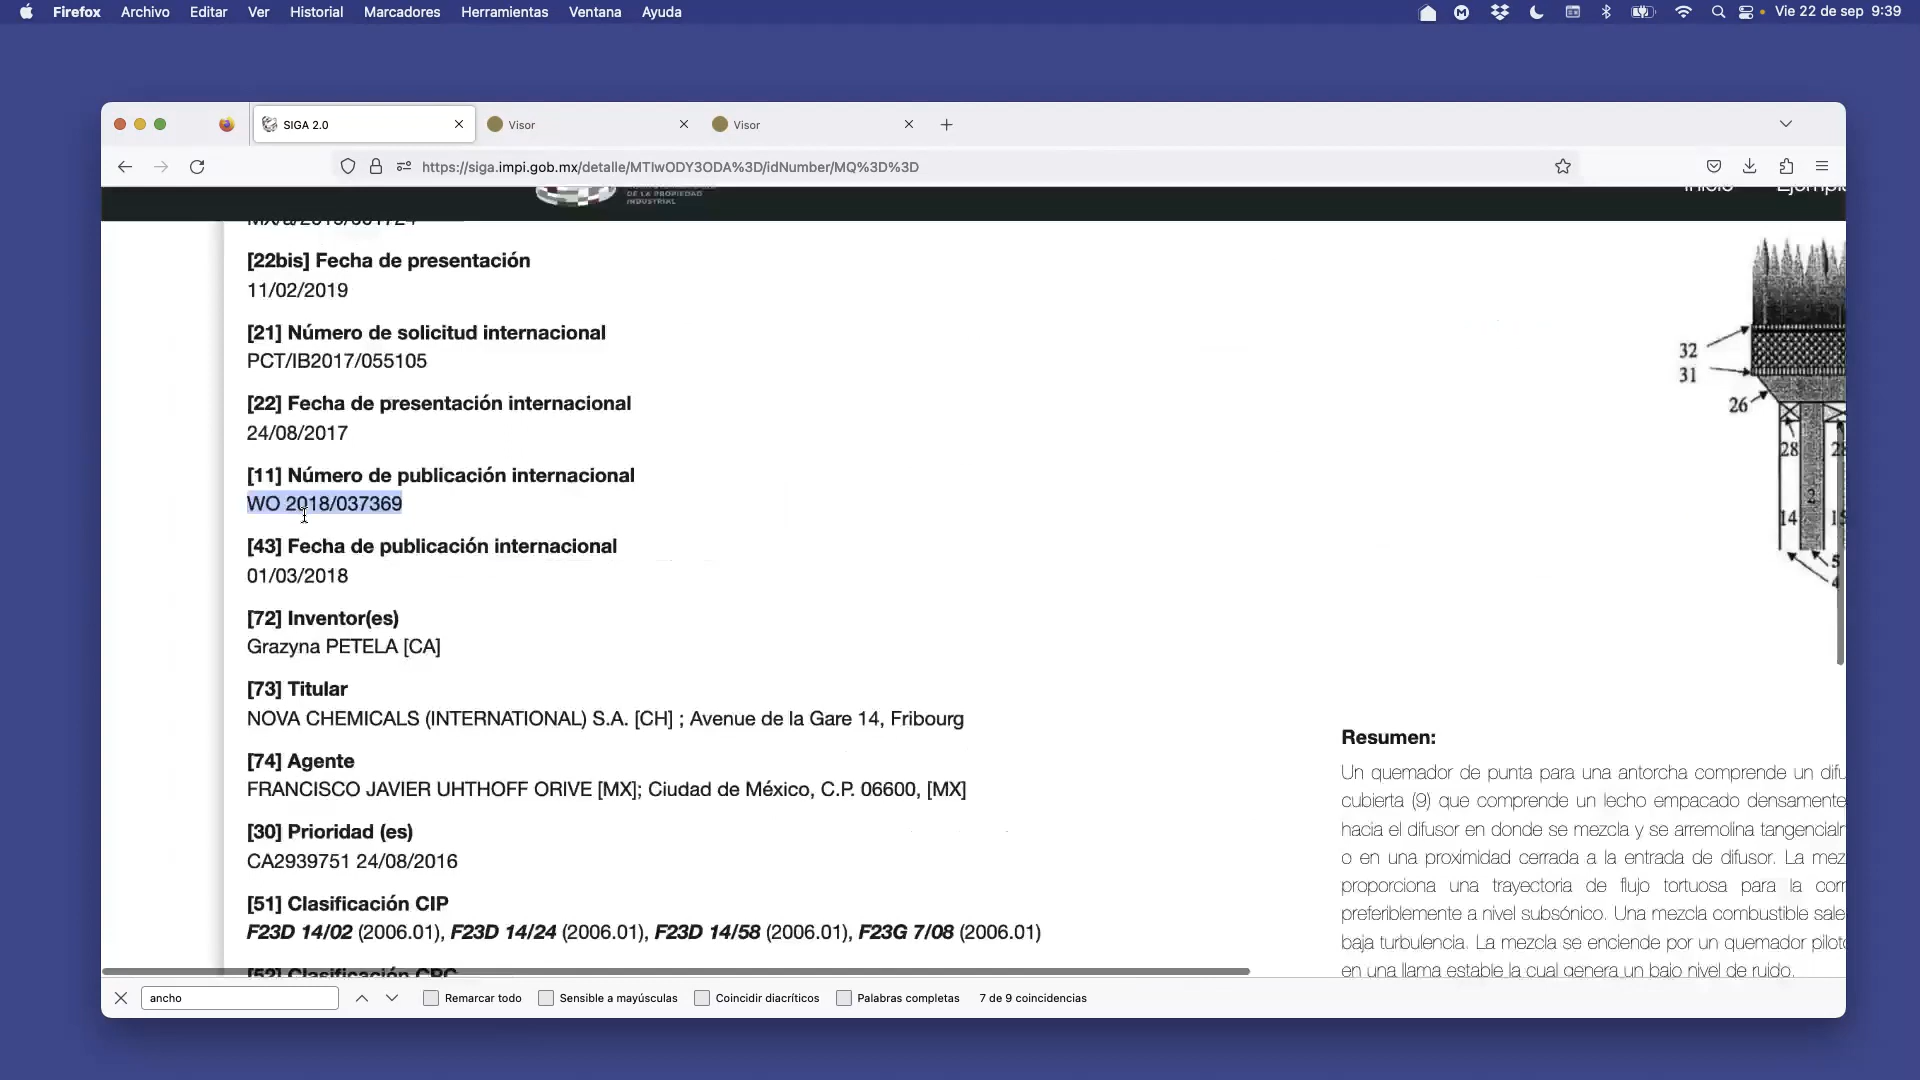 Firefox Archivo Editar Ver Historial Marcadores Herramientas Ventana Ayuda
Vie 22 de sep 9:39
SIGA 2.0
Visor
Visor
https://siga.impi.gob.mx/detalle/MTIwODY3ODA%3D/idNumber/MQ%3D%3D
DE LA PROPIEDAD
INDUSTRIAL
Inicio
[22bis] Fecha de presentación
11/02/2019
[21] Número de solicitud internacional
PCT/IB2017/055105
[22] Fecha de presentación internacional
24/08/2017
[11] Número de publicación internacional
WO 2018/037369
[43] Fecha de publicación internacional
01/03/2018
[72] Inventor(es)
Grazyna PETELA [CA]
[73] Titular
NOVA CHEMICALS (INTERNATIONAL) S.A. [CH] ; Avenue de la Gare 14, Fribourg
[74] Agente
FRANCISCO JAVIER UHTHOFF ORIVE [MX]; Ciudad de México, C.P. 06600, [MX]
[30] Prioridad (es)
CA2939751 24/08/2016
[51] Clasificación CIP
F23D 14/02 (2006.01), F23D 14/24 (2006.01), F23D 14/58 (2006.01), F23G 7/08 (2006.01)
[52] Clasificación CPC
32
31
26
28
2
14
5
4
Resumen:
Un quemador de punta para una antorcha comprende un
cubierta (9) que comprende un lecho empacado densamente
hacia el difusor en donde se mezcla y se arremolina
o en una proximidad cerrada a la entrada de difusor. La
proporciona una trayectoria de flujo tortuosa para la
preferiblemente a nivel subsónico. Una mezcla combustible sale
baja turbulencia. La mezcla se enciende por un quemador
en una llama estable la cual genera un bajo nivel de ruido.
ancho
Remarcar todo
Sensible a mayúsculas
Coincidir diacríticos
Palabras completas
7 de 9 coincidencias